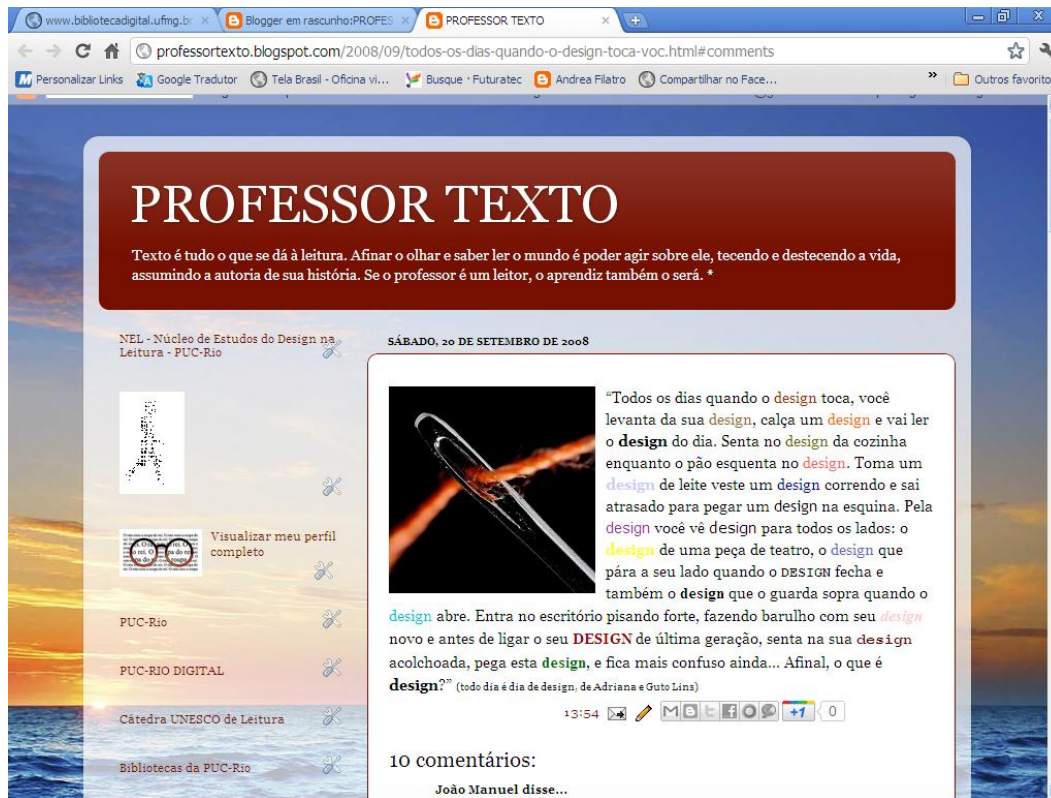 www.bibliotecadigital.ufmg.br
Blogger em rascunho:PROFES
PROFESSOR TEXTO
professortexto.blogspot.com/2008/09/todos-os-dias-quando-o-design-toca-voc.html#comments
Personalizar Links
Google Tradutor
Tela Brasil - Oficina vi...
Busque · Futuratec
Andrea Filatro
Compartilhar no Face...
»
Outros favorito
PROFESSOR TEXTO
Texto é tudo o que se dá à leitura. Afinar o olhar e saber ler o mundo é poder agir sobre ele, tecendo e destecendo a vida,
assumindo a autoria de sua história. Se o professor é um leitor, o aprendiz também o será. *
NEL - Núcleo de Estudos do Design na
Leitura - PUC-Rio
Visualizar meu perfil
completo
PUC-Rio
PUC-RIO DIGITAL
Cátedra UNESCO de Leitura
Bibliotecas da PUC-Rio
SÁBADO, 20 DE SETEMBRO DE 2008
“Todos os dias quando o design toca, você
levanta da sua design, calça um design e vai ler
o design do dia. Senta no design da cozinha
enquanto o pão esquenta no design. Toma um
design de leite veste um design correndo e sai
atrasado para pegar um design na esquina. Pela
design você vê design para todos os lados: o
design de uma peça de teatro, o design que
pára a seu lado quando o DESIGN fecha e
também o design que o guarda sopra quando o
design abre. Entra no escritório pisando forte, fazendo barulho com seu design
novo e antes de ligar o seu DESIGN de última geração, senta na sua design
acolchoada, pega esta design, e fica mais confuso ainda... Afinal, o que é
design?” (todo dia é dia de design, de Adriana e Guto Lins)
13:54
+1
0
10 comentários:
João Manuel disse...